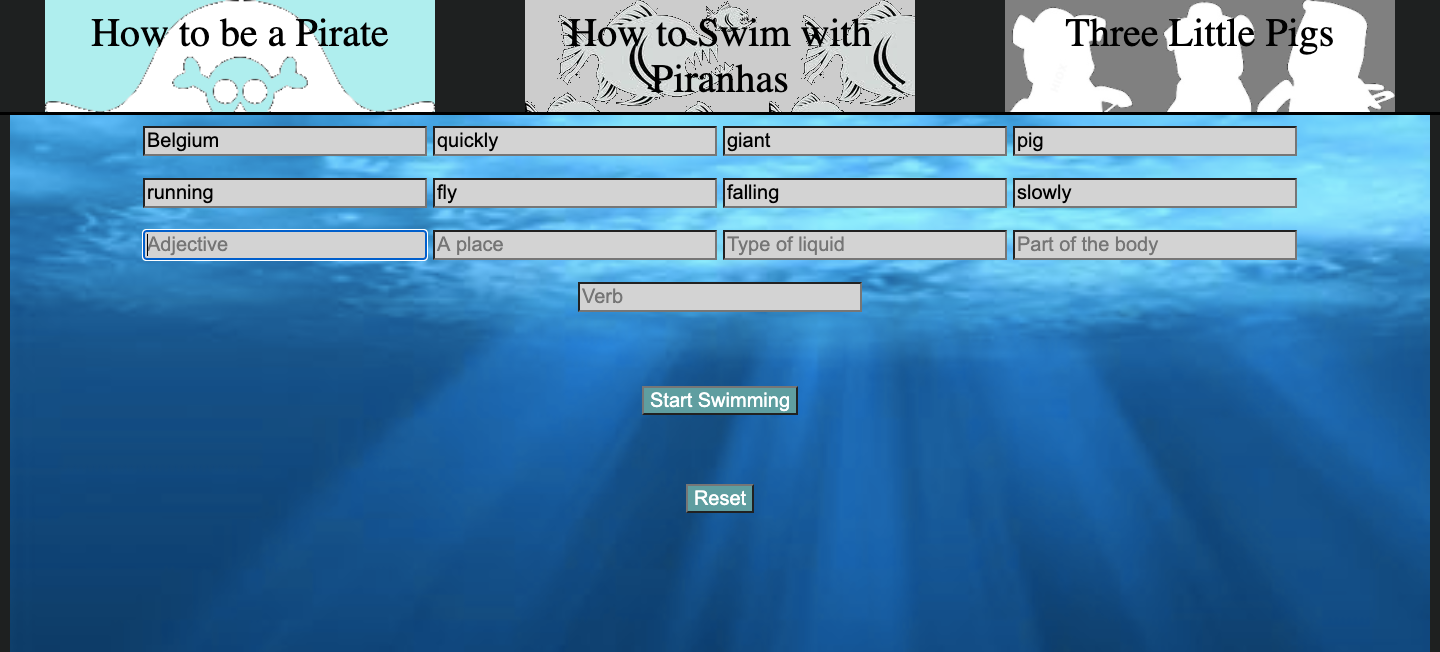 How to be a Pirate
How to Swim with
Piranhas
Three Little Pigs
Belgium quickly giant pig
running fly falling slowly
Adjective A place Type of liquid Part of the body
Verb
Start Swimming
Reset